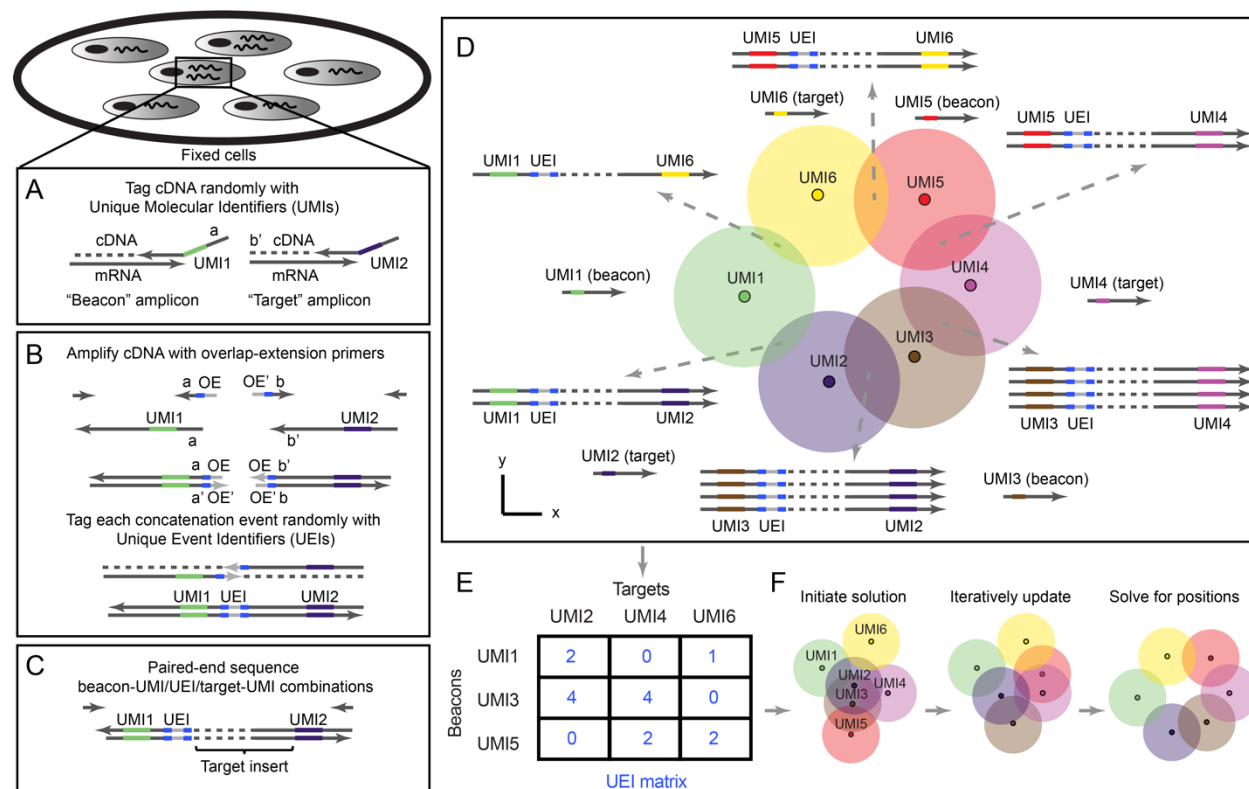 Fixed cells
A
Tag cDNA randomly with
Unique Molecular Identifiers (UMIs)
a
cDNA
UMI1
mRNA
"Beacon" amplicon
b'
cDNA
UMI2
mRNA
"Target" amplicon
B
Amplify cDNA with overlap-extension primers
a OE
OE' b
UMI1
a
UMI2
b'
a OE
OE b'
a' OE'
OE' b
Tag each concatenation event randomly with
Unique Event Identifiers (UEIs)
UMI1 UEI UMI2
C
Paired-end sequence
beacon-UMI/UEI/target-UMI combinations
UMI1 UEI UMI2
Target insert
D
UMI5 UEI UMI6
UMI6 (target)
UMI5 (beacon)
UMI5 UEI UMI4
UMI1 UEI UMI6
UMI6
UMI5
UMI1
UMI4
UMI1 (beacon)
UMI4 (target)
UMI2
UMI3
UMI1 UEI UMI2
UMI3 UEI UMI4
UMI2 (target)
UMI3 (beacon)
UMI3 UEI UMI2
y
x
E
Targets
UMI2 UMI4 UMI6
Beacons
UMI1 2 0 1
UMI3 4 4 0
UMI5 0 2 2
UEI matrix
F
Initiate solution
UMI6
UMI1
UMI2
UMI4
UMI3
UMI5
Iteratively update
Solve for positions